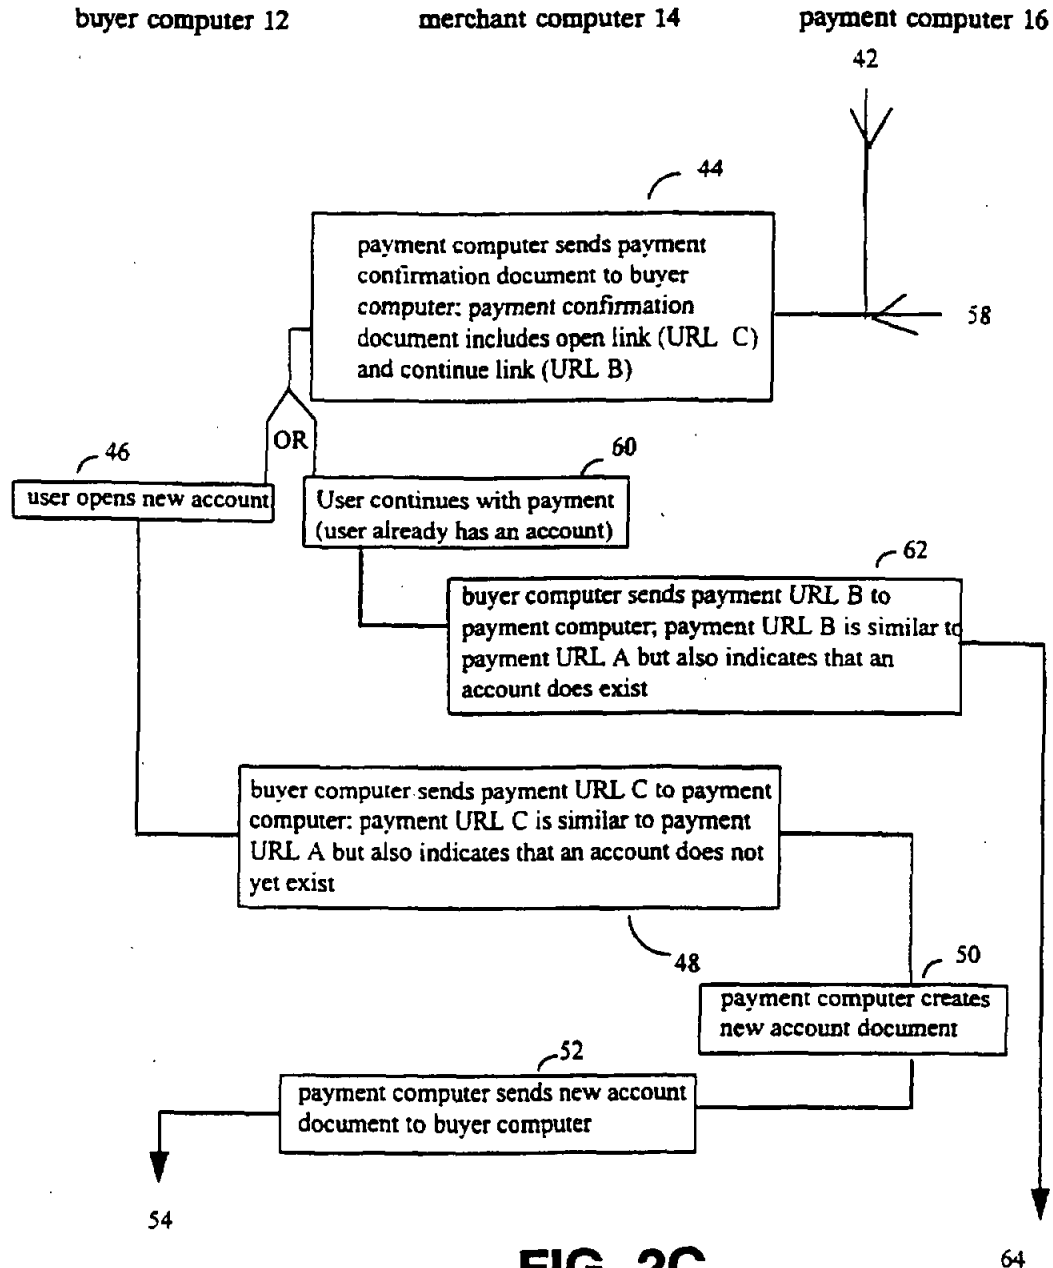 buyer computer 12 merchant computer 14 payment computer 16
42
44
payment computer sends payment
confirmation document to buyer
computer; payment confirmation
document includes open link (URL C)
and continue link (URL B)
58
OR
46
user opens new account
60
User continues with payment
(user already has an account)
62
buyer computer sends payment URL B to
payment computer; payment URL B is similar to
payment URL A but also indicates that an
account does exist
buyer computer sends payment URL C to payment
computer: payment URL C is similar to payment
URL A but also indicates that an account does not
yet exist
48
50
payment computer creates
new account document
52
payment computer sends new account
document to buyer computer
54
64
FIG. 2C